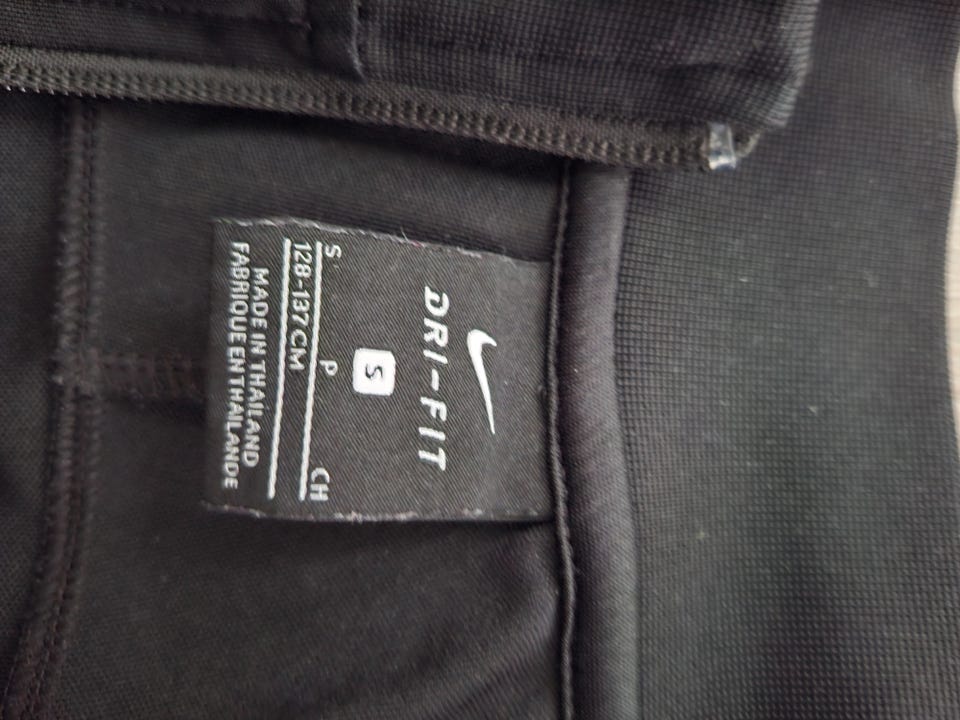 DRI-FIT
S
S P CH
128-137 CM
MADE IN THAILAND
FABRIQUE EN THAILANDE